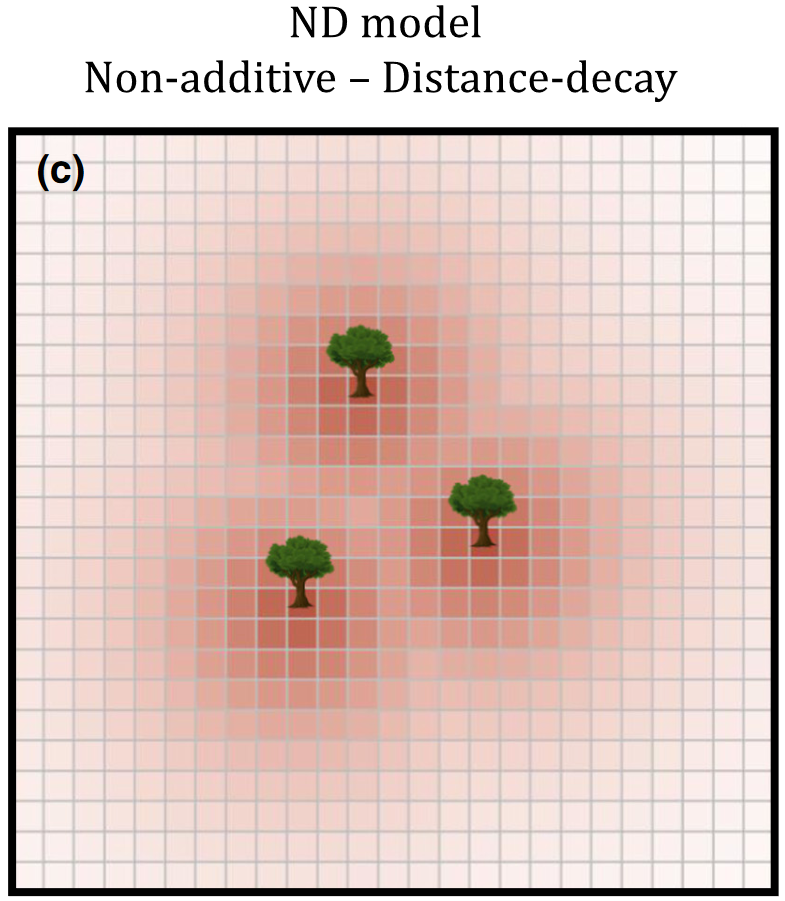 ND model
Non-additive – Distance-decay
(c)